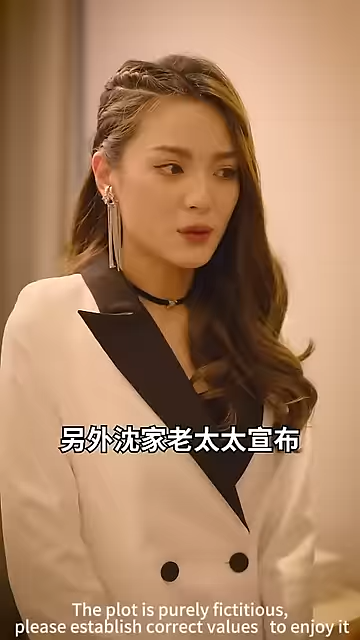 另外沈家老太太宣布
The plot is purely fictitious,
please establish correct values to enjoy it